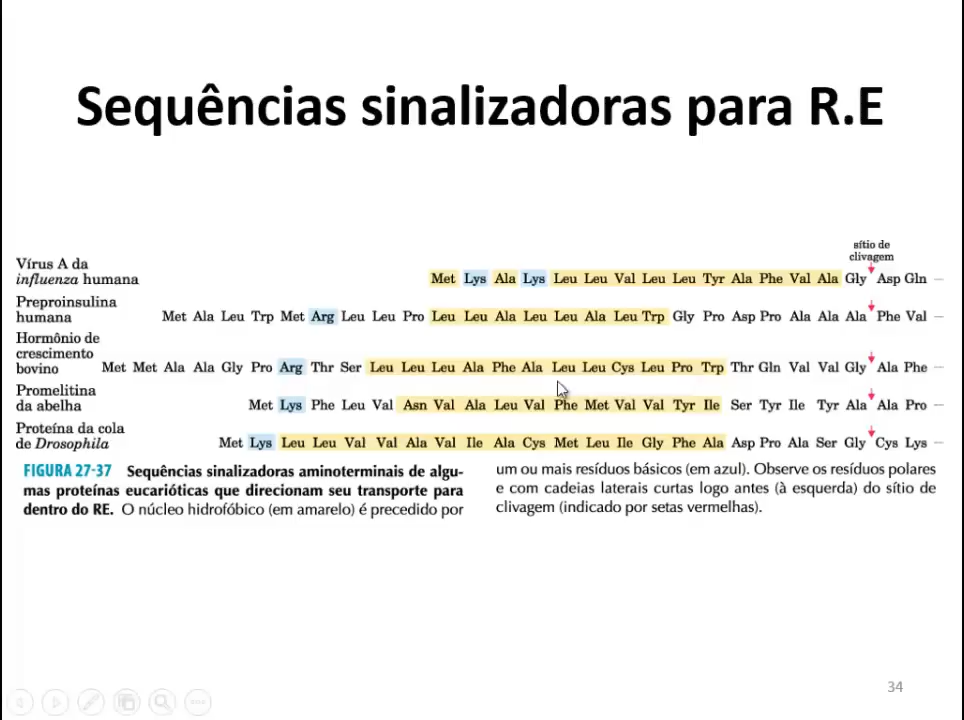 Sequências sinalizadoras para R.E
sítio de
clivagem
Vírus A da
influenza humana
Met Lys Ala Lys Leu Leu Val Leu Leu Tyr Ala Phe Val Ala Gly Asp Gln –
Preproinsulina
humana
Met Ala Leu Trp Met Arg Leu Leu Pro Leu Leu Ala Leu Leu Ala Leu Trp Gly Pro Asp Pro Ala Ala Ala Phe Val –
Hormônio de
crescimento
bovino
Met Met Ala Ala Gly Pro Arg Thr Ser Leu Leu Leu Ala Phe Ala Leu Leu Cys Leu Pro Trp Thr Gln Val Val Gly Ala Phe –
Promelitina
da abelha
Met Lys Phe Leu Val Asn Val Ala Leu Val Phe Met Val Val Tyr Ile Ser Tyr Ile Tyr Ala Ala Pro –
Proteína da cola
de Drosophila
Met Lys Leu Leu Val Val Ala Val Ile Ala Cys Met Leu Ile Gly Phe Ala Asp Pro Ala Ser Gly Cys Lys –
FIGURA 27-37 Sequências sinalizadoras aminoterminais de algu-
mas proteínas eucarióticas que direcionam seu transporte para
dentro do RE. O núcleo hidrofóbico (em amarelo) é precedido por
um ou mais resíduos básicos (em azul). Observe os resíduos polares
e com cadeias laterais curtas logo antes (à esquerda) do sítio de
clivagem (indicado por setas vermelhas).
34